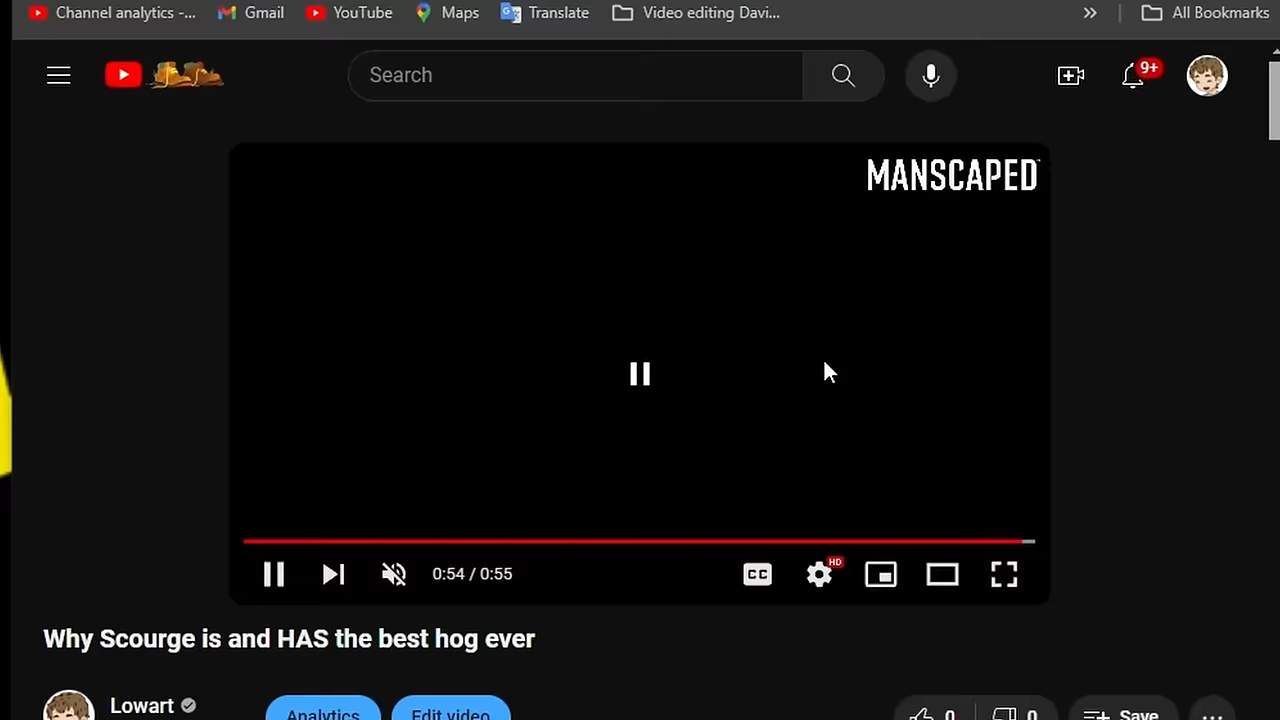 Channel analytics -...
Gmail
YouTube
Maps
Translate
Video editing Davi...
All Bookmarks
Search
9+
MANSCAPED
CC
HD
0:54 / 0:55
Why Scourge is and HAS the best hog ever
Lowart
Analytics
Edit video
0
0
Save